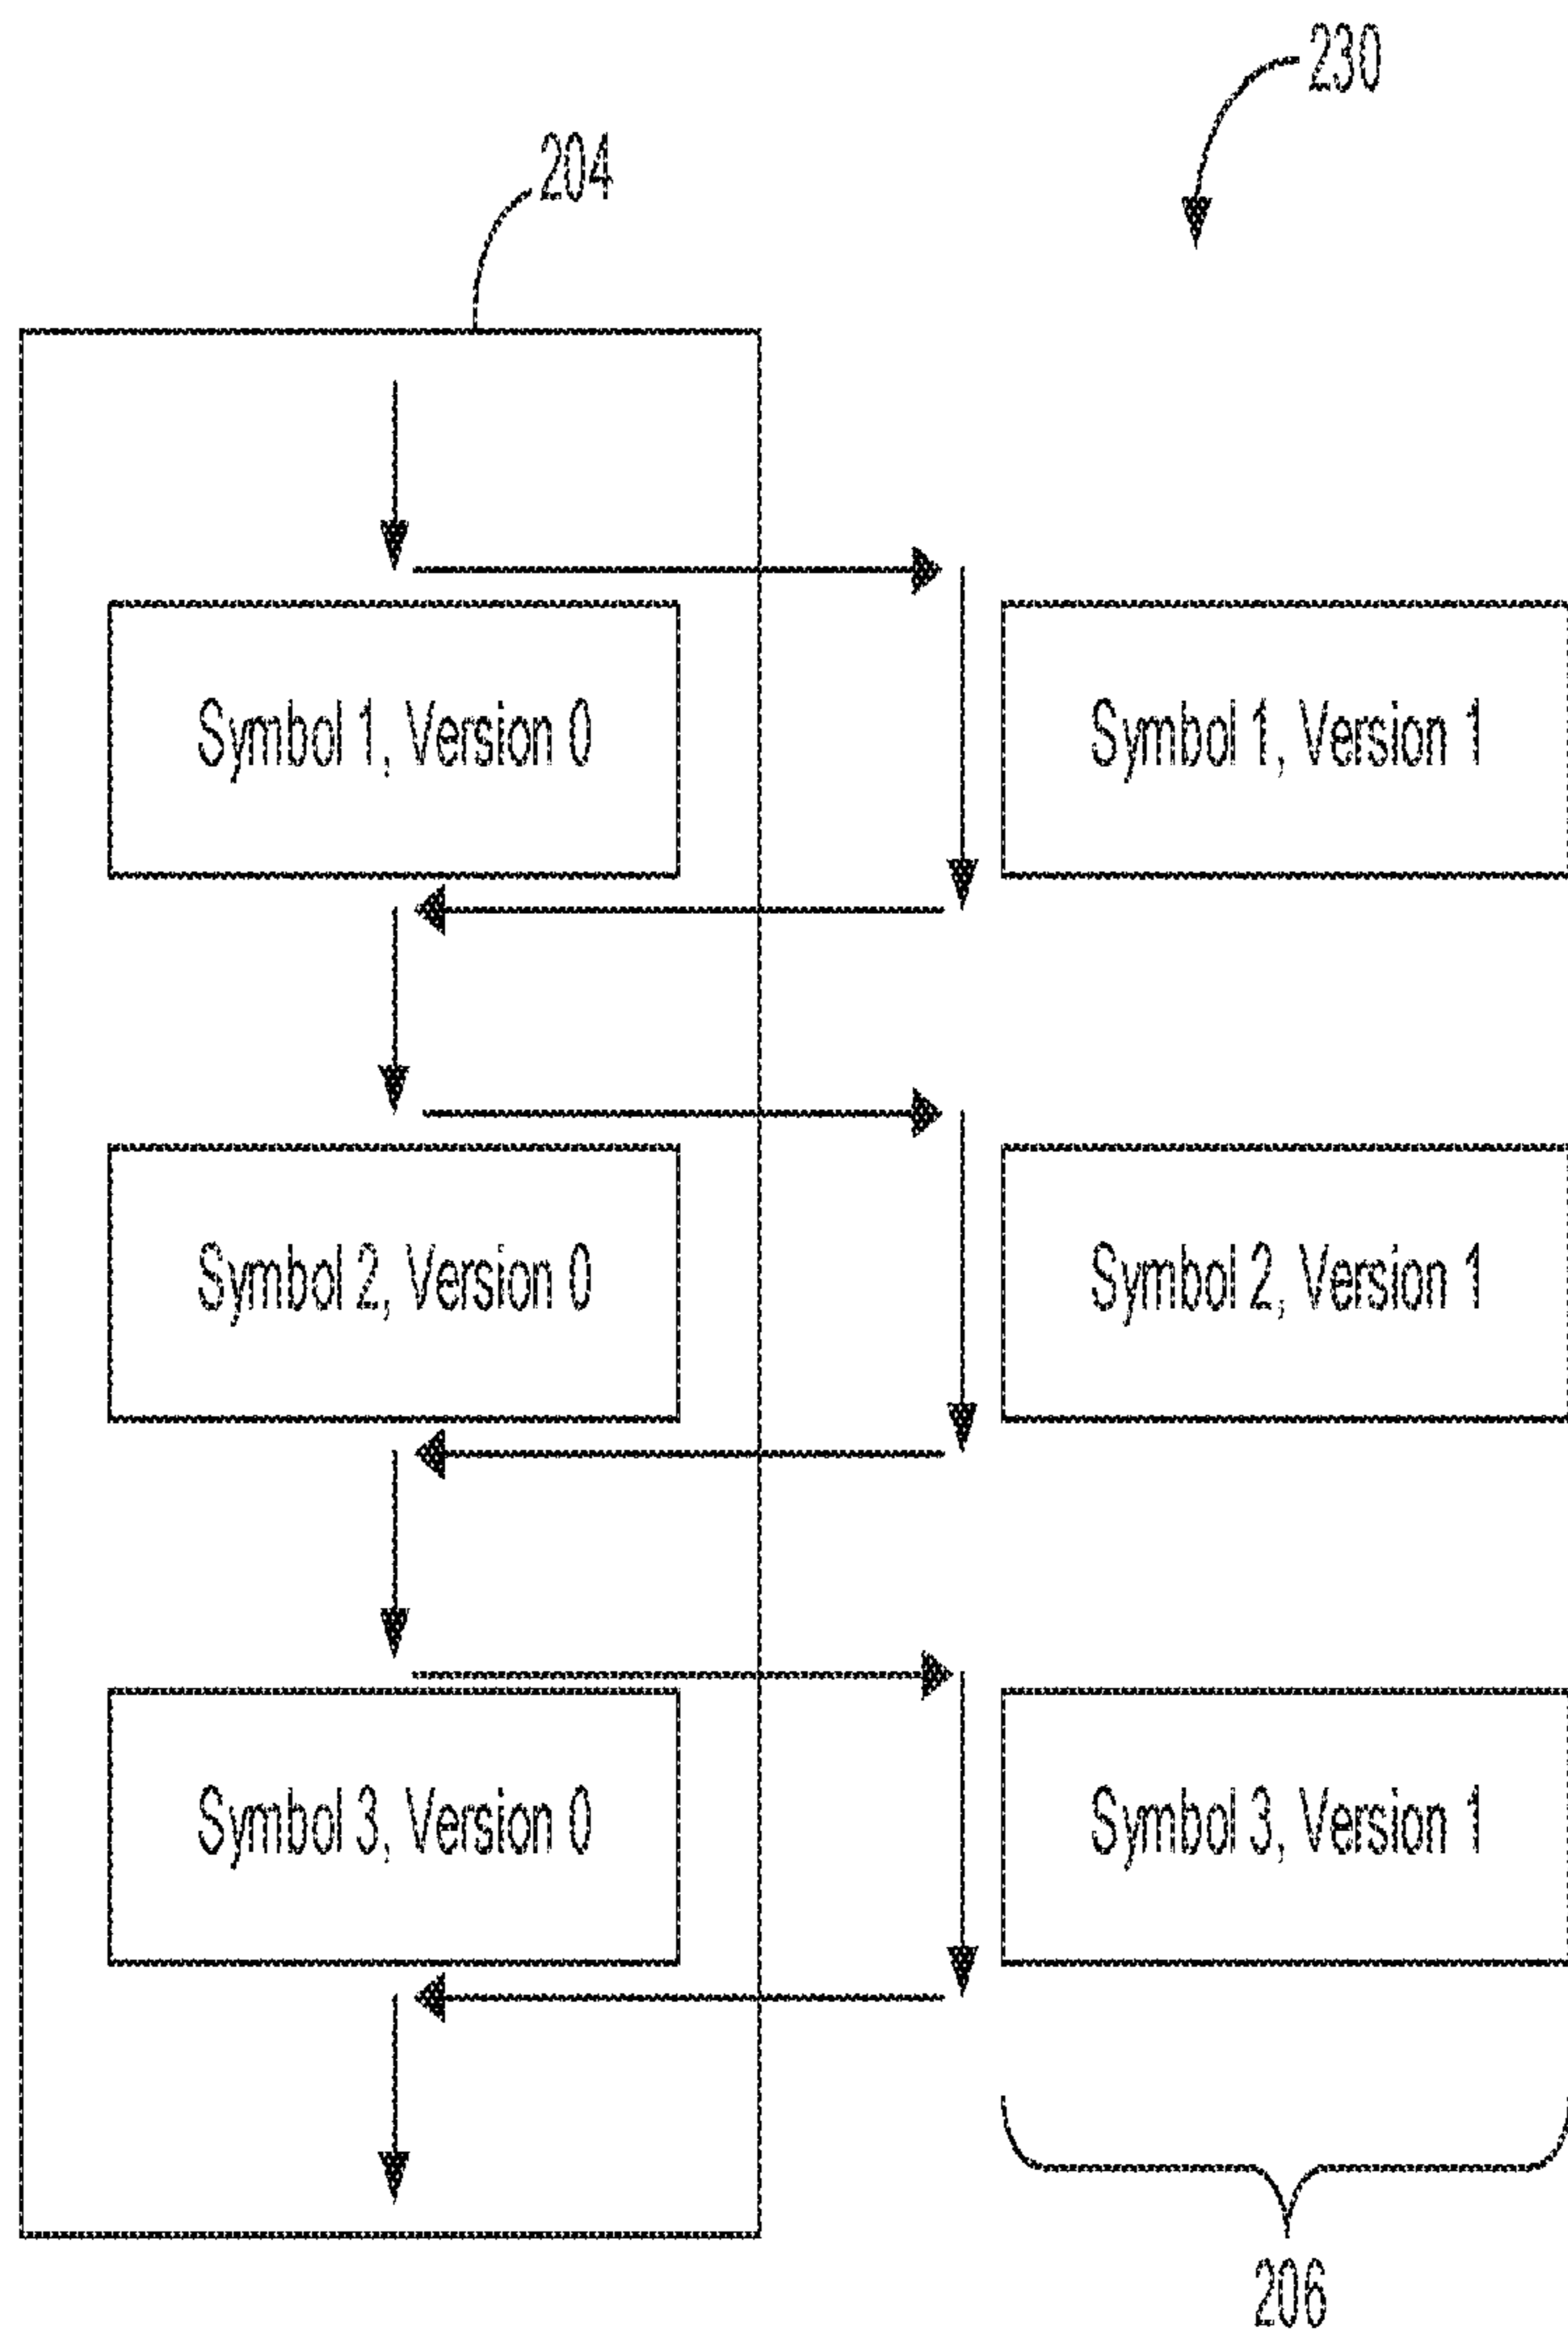 230
204
Symbol 1, Version 0
Symbol 1, Version 1
Symbol 2, Version 0
Symbol 2, Version 1
Symbol 3, Version 0
Symbol 3, Version 1
206